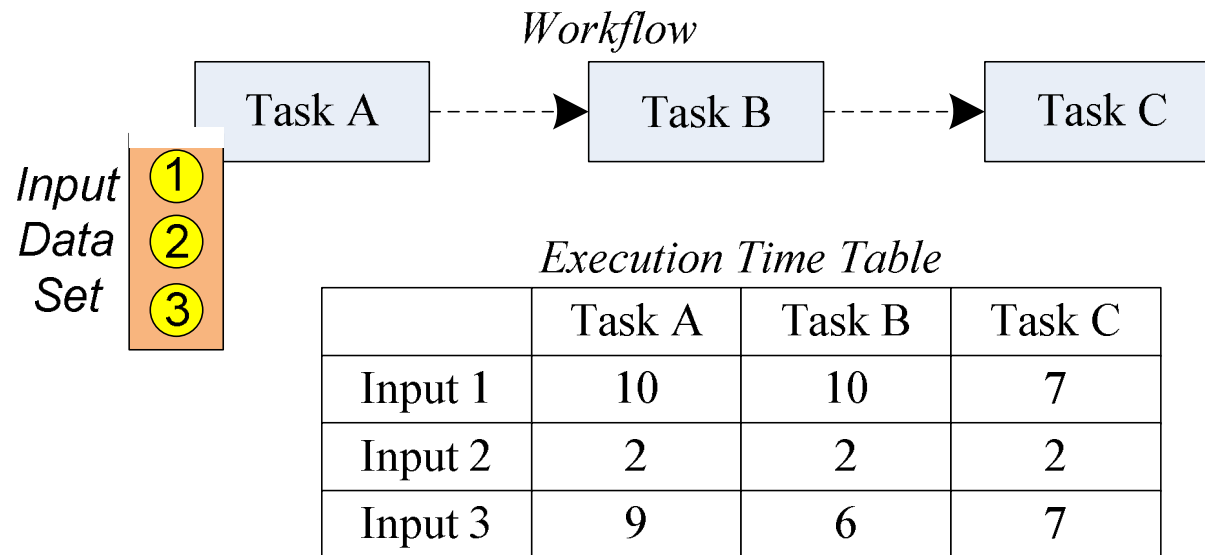 Workflow
Task A Task B Task C
Input
Data
Set
1
2
3
Execution Time Table
Task A Task B Task C
Input 1 10 10 7
Input 2 2 2 2
Input 3 9 6 7